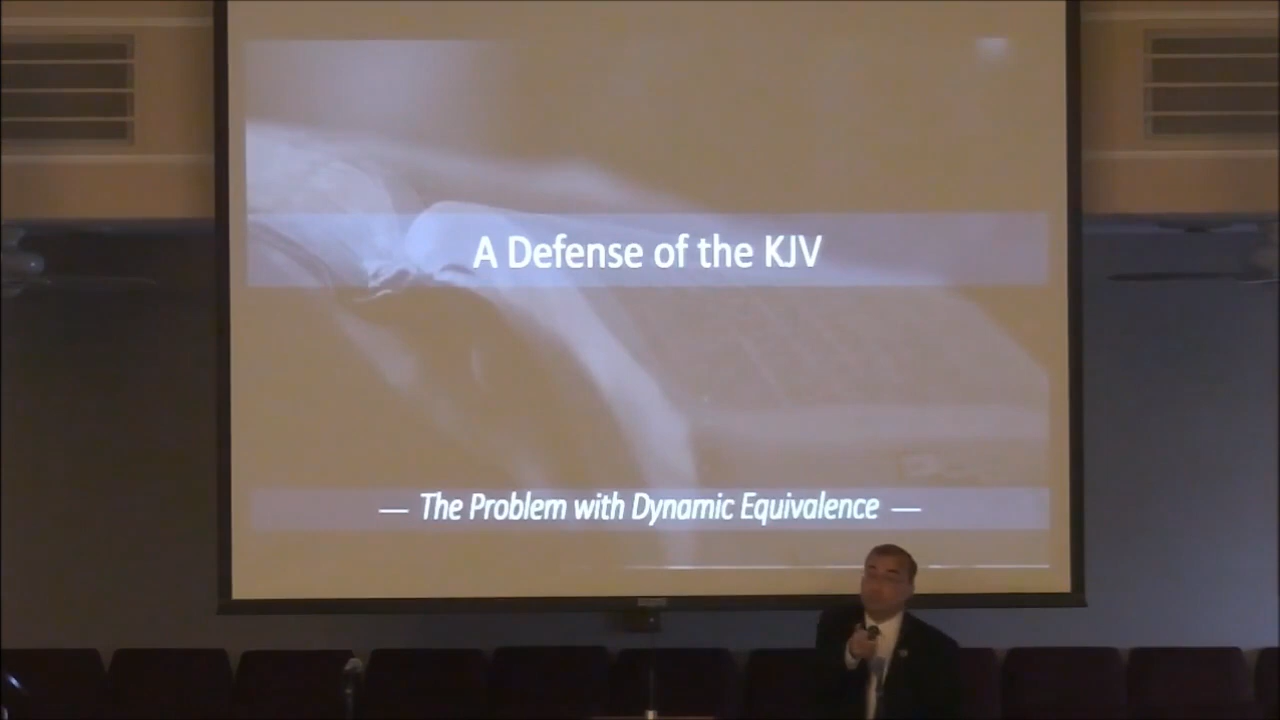 A Defense of the KJV
— The Problem with Dynamic Equivalence —